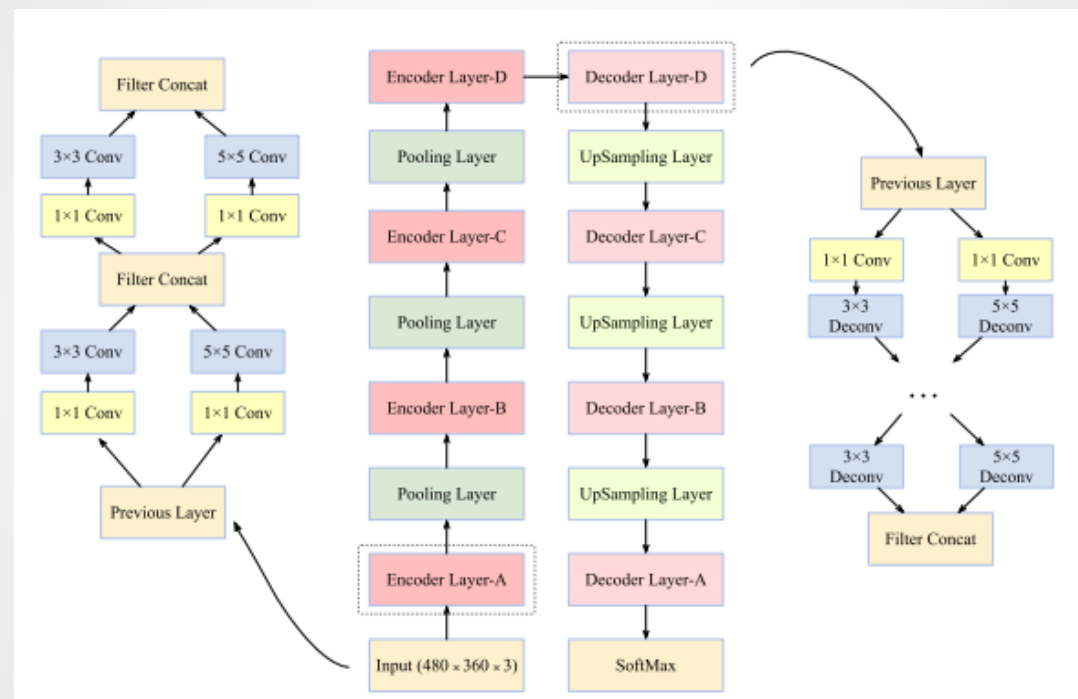 Filter Concat
3×3 Conv
5×5 Conv
1×1 Conv
1×1 Conv
Filter Concat
3×3 Conv
5×5 Conv
1×1 Conv
1×1 Conv
Previous Layer
Encoder Layer-D
Pooling Layer
Encoder Layer-C
Pooling Layer
Encoder Layer-B
Pooling Layer
Encoder Layer-A
Input (480 × 360 × 3)
Decoder Layer-D
UpSampling Layer
Decoder Layer-C
UpSampling Layer
Decoder Layer-B
UpSampling Layer
Decoder Layer-A
SoftMax
Previous Layer
1×1 Conv
1×1 Conv
3×3
Deconv
5×5
Deconv
...
3×3
Deconv
5×5
Deconv
Filter Concat